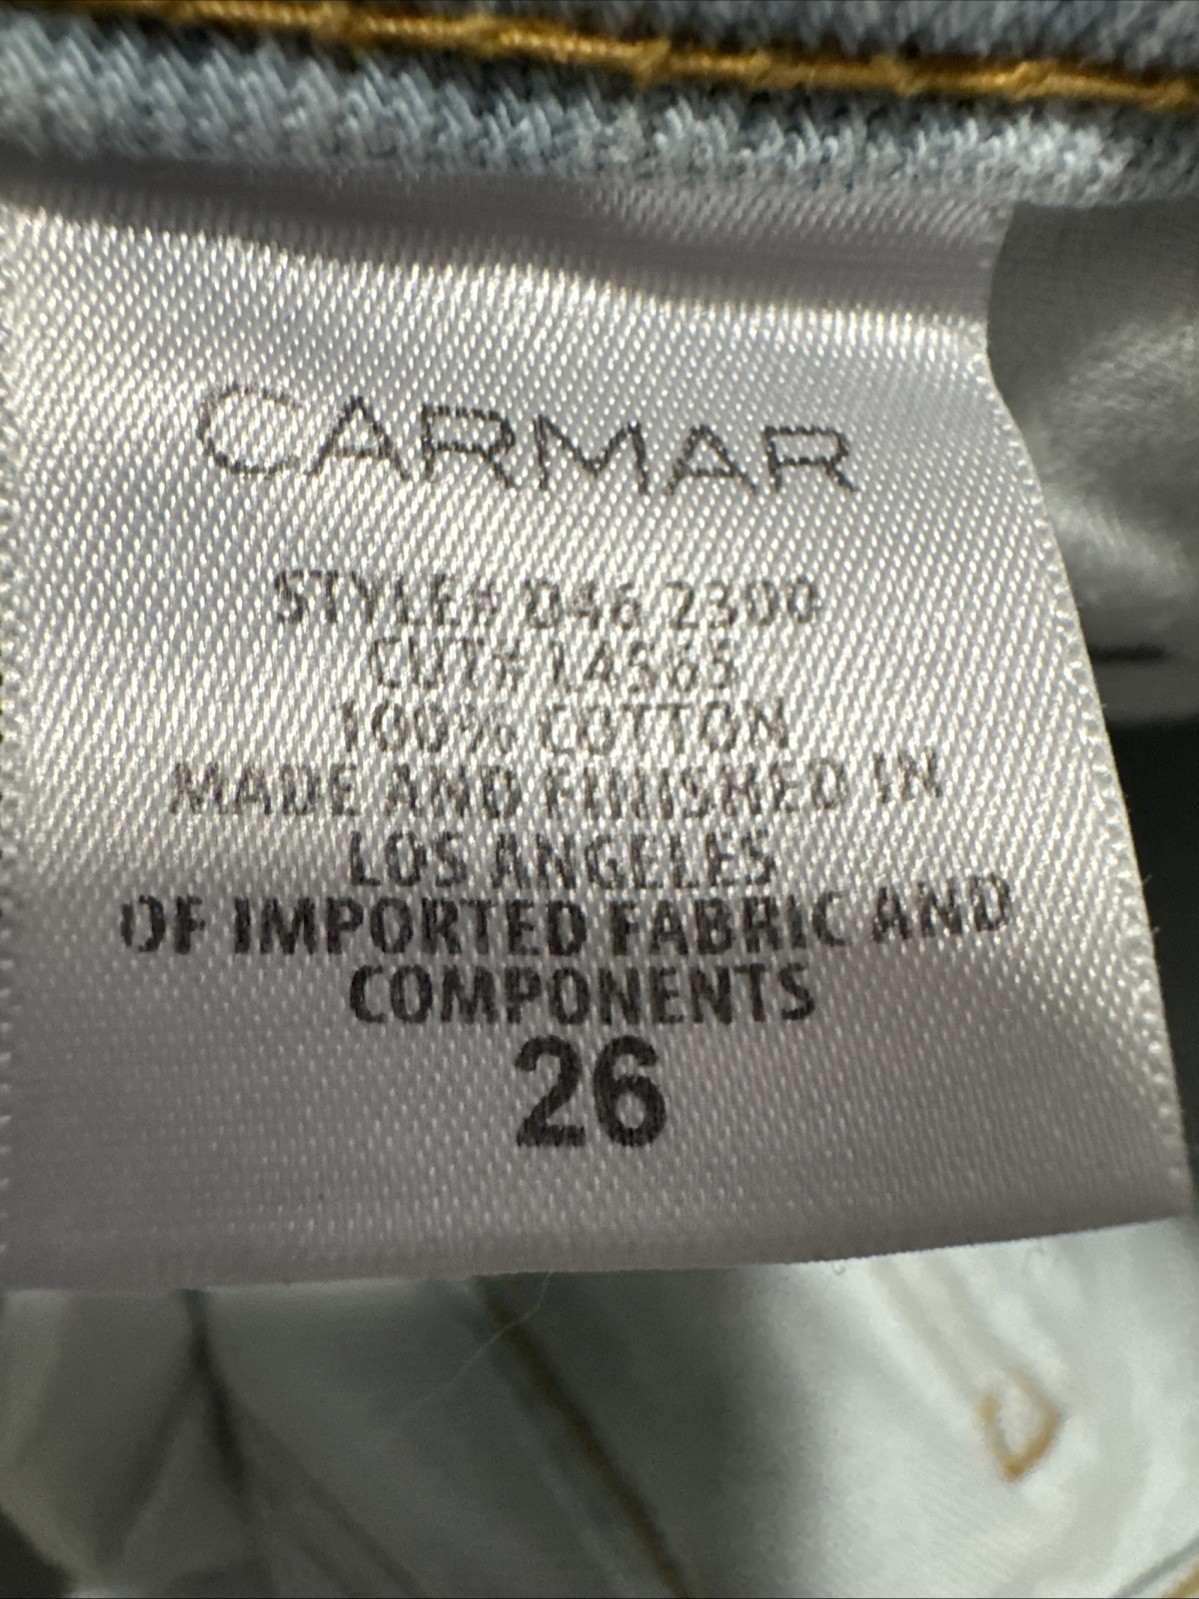 CARMAR
STYLE# D46 2300
CUT# L4565
100% COTTON
MADE AND FINISHED IN
LOS ANGELES
OF IMPORTED FABRIC AND
COMPONENTS
26